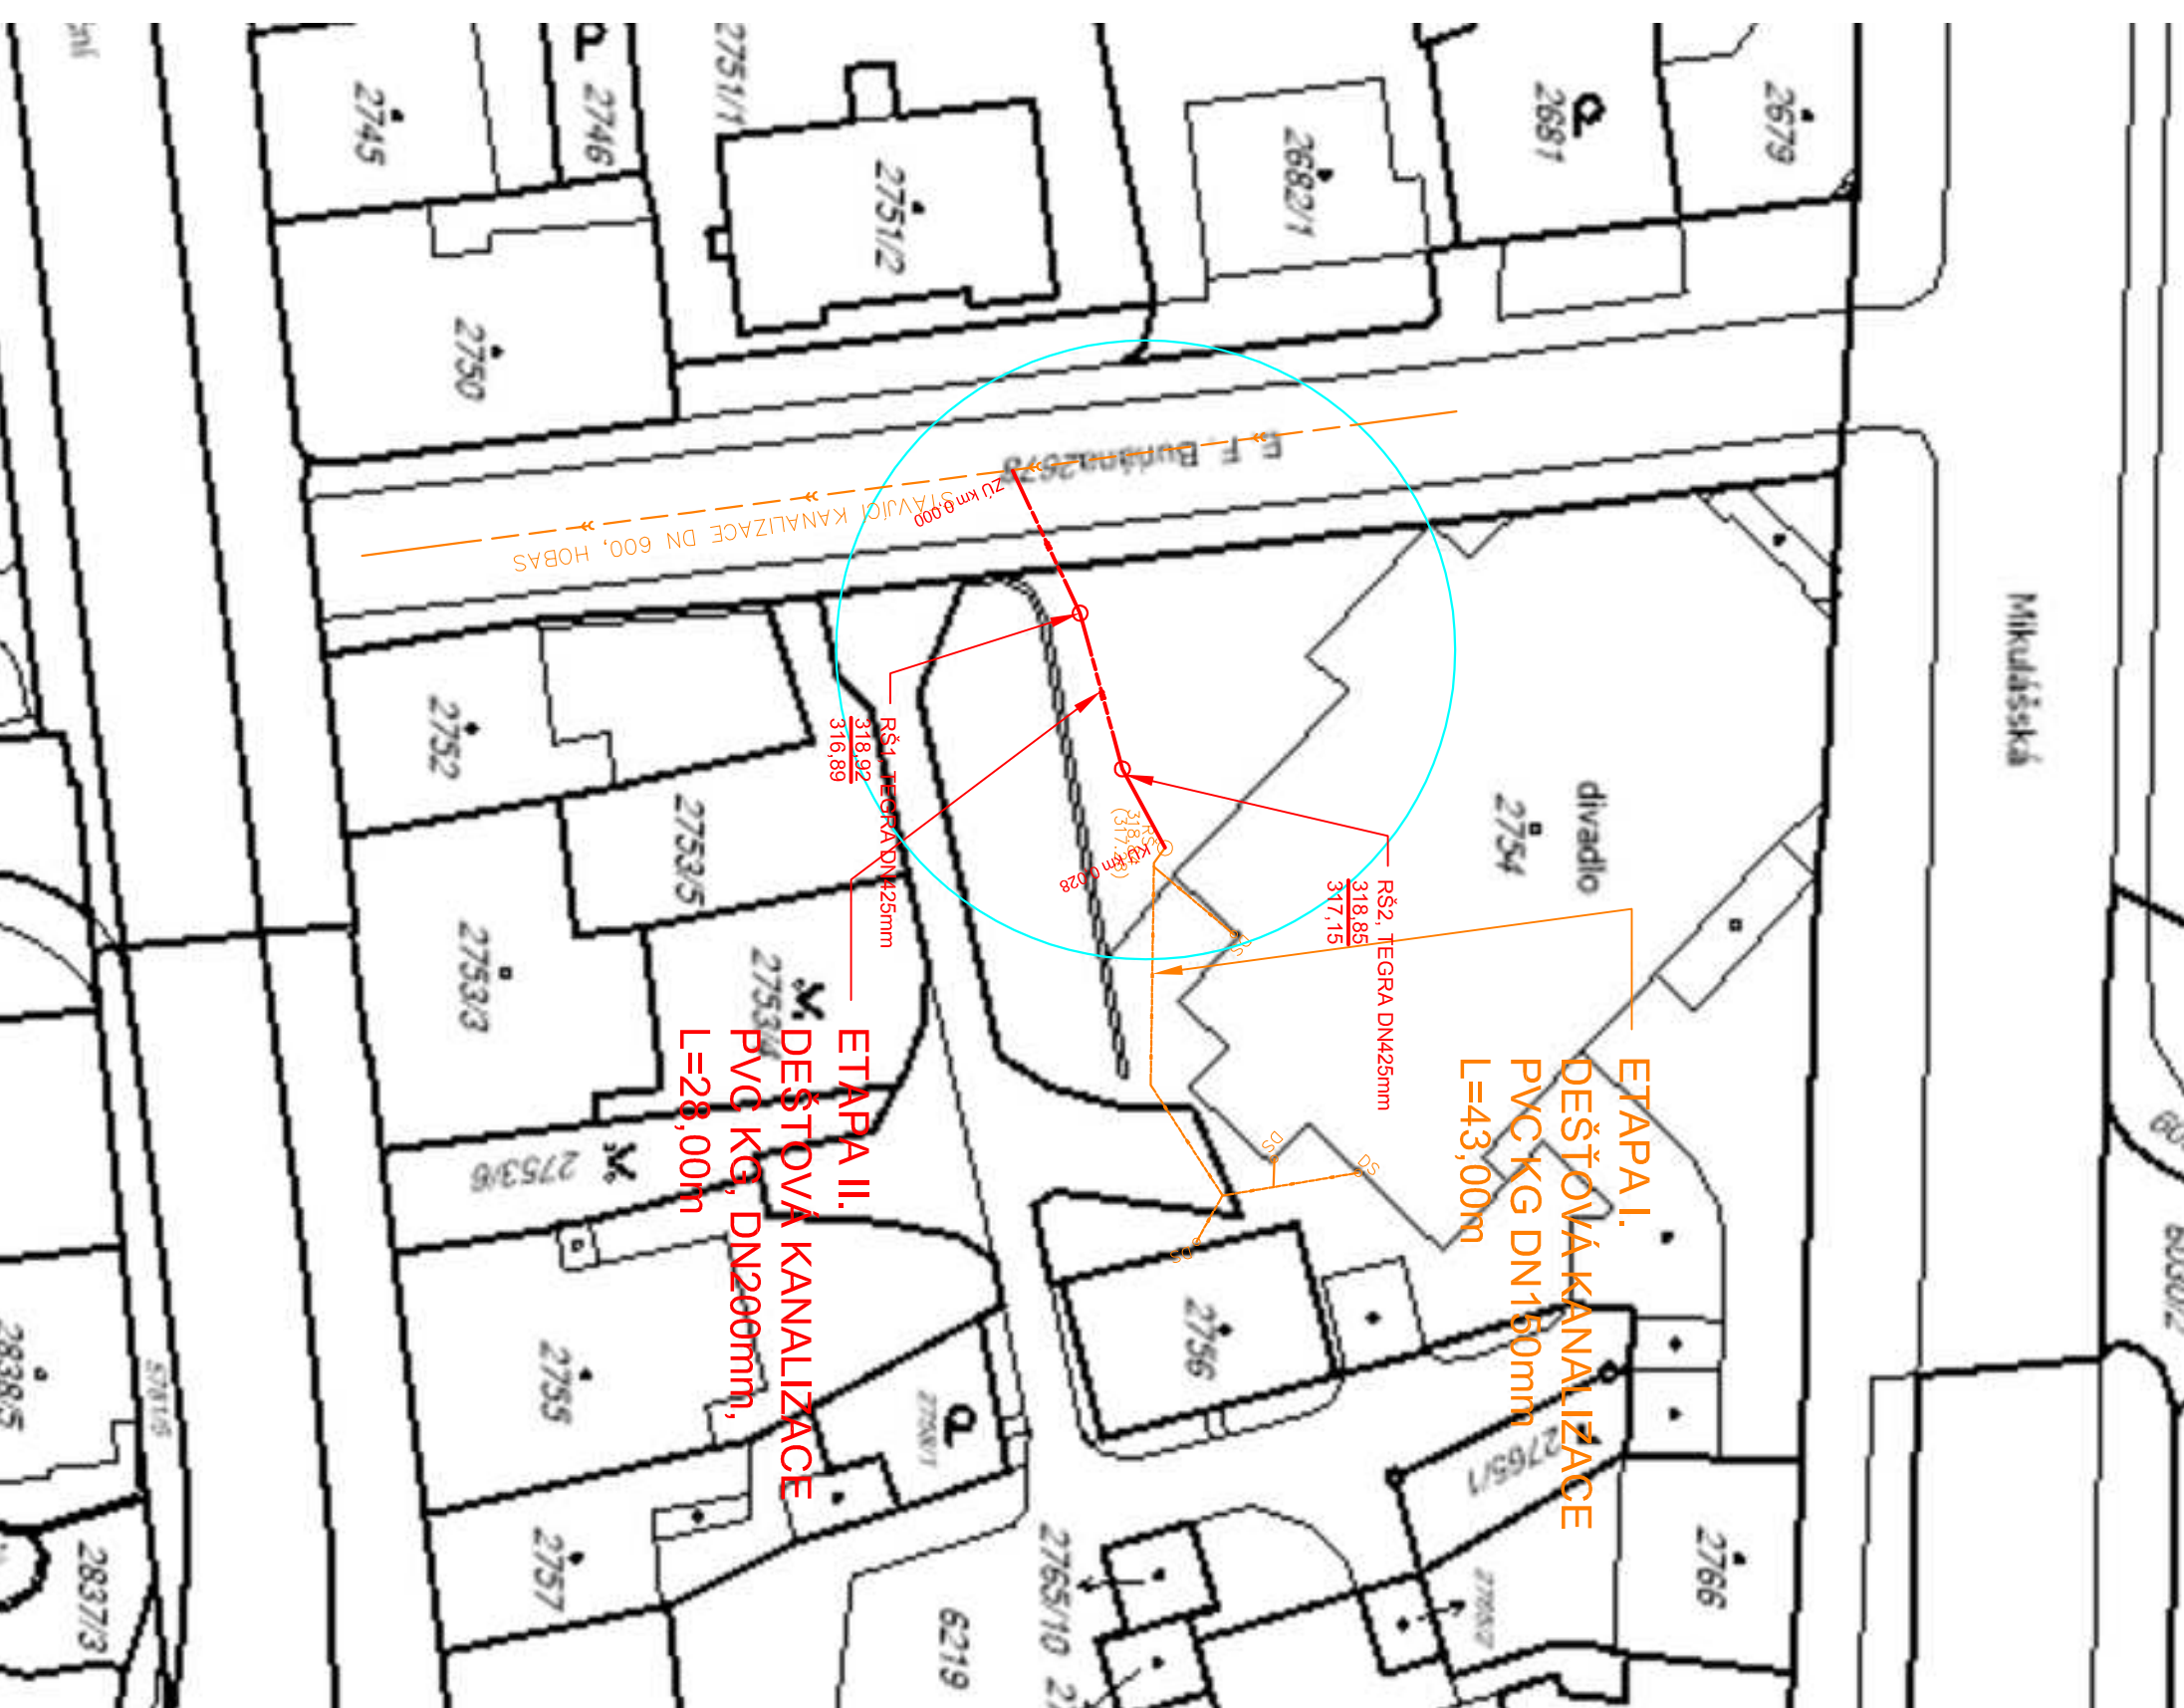 2745
2746
2751/1
2751/2
2682/1
2681
2679
2750
2678
STÁVJÍCÍ KANALIZACE DN 600, HOBAS
ZÚ km 0,000
Mikulášská
divadlo
2754
2752
2753/5
2753/3
2753/6
RŠ1, TEGRA DN425mm
318,92
316,89
RŠ2, TEGRA DN425mm
318,85
317,15
KÚ km 0,028
DS
DS
DS
DS
ETAPA I.
DEŠŤOVÁ KANALIZACE
PVC KG DN150mm
L=43,00m
ETAPA II.
DEŠŤOVÁ KANALIZACE
PVC KG, DN200mm,
L=28,00m
2755
2756
2757
2765/1
2766
2765/10
6219
2838/5
2837/3